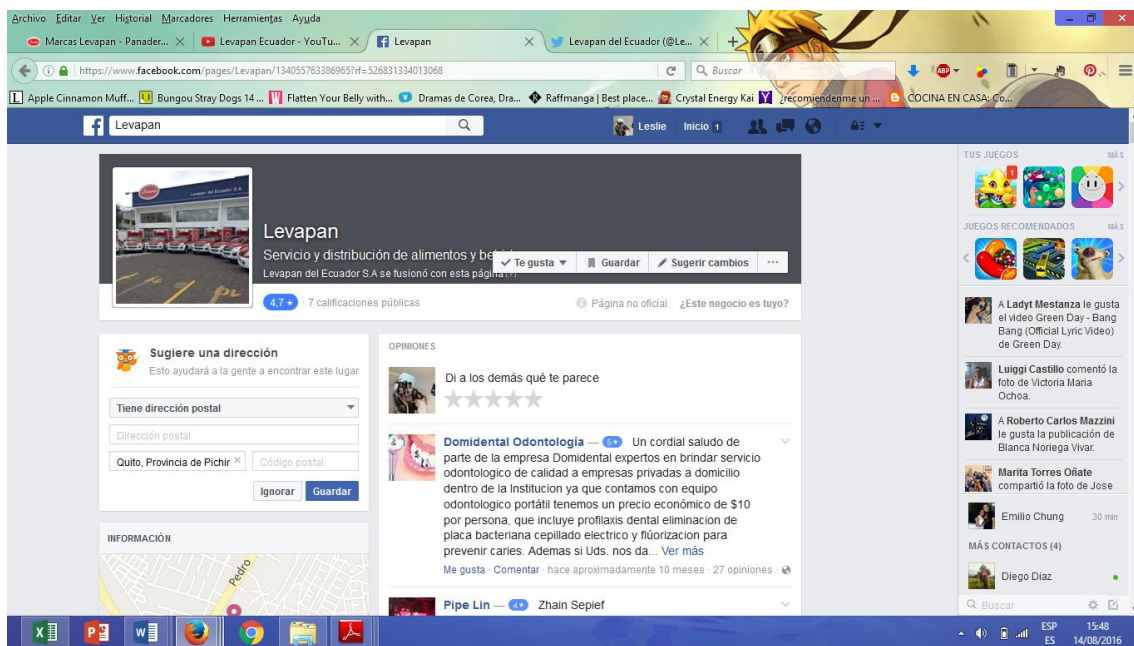 Archivo Editar Ver Historial Marcadores Herramientas Ayuda
Marcas Levapan - Panader... Levapan Ecuador - YouTu... Levapan Levapan del Ecuador (@Le...
https://www.facebook.com/pages/Levapan/134055763386965?rf=526831334013068 Buscar
Apple Cinnamon Muff... Bungou Stray Dogs 14 ... Flatten Your Belly with... Dramas de Corea, Dra... Raffmanga | Best place... Crystal Energy Kai ¿recomiendenme un ... COCINA EN CASA: Co...
Levapan Leslie Inicio 1
Levapan del Ecuador S.A.
Levapan
Servicio y distribución de alimentos y be
Levapan del Ecuador S.A se fusionó con esta página
Te gusta Guardar Sugerir cambios ...
4,7 ★ · 7 calificaciones públicas
Página no oficial ¿Este negocio es tuyo?
Sugiere una dirección
Esto ayudará a la gente a encontrar este lugar
Tiene dirección postal
Dirección postal
Quito, Provincia de Pichir × Código postal
Ignorar Guardar
INFORMACIÓN
Pedro
OPINIONES
Di a los demás qué te parece
Domidental Odontología — 5★ Un cordial saludo de
parte de la empresa Domidental expertos en brindar servicio
odontologico de calidad a empresas privadas a domicilio
dentro de la Institucion ya que contamos con equipo
odontologico portátil tenemos un precio económico de $10
por persona, que incluye profilaxis dental eliminacion de
placa bacteriana cepillado electrico y flúorizacion para
prevenir caries. Ademas si Uds. nos da... Ver más
Me gusta · Comentar · hace aproximadamente 10 meses · 27 opiniones ·
Pipe Lin — 4★ Zhain Sepief
TUS JUEGOS MÁS
1
JUEGOS RECOMENDADOS MÁS
A Ladyt Mestanza le gusta
el video Green Day - Bang
Bang (Official Lyric Video)
de Green Day.
Luiggi Castillo comentó la
foto de Victoria Maria
Ochoa.
A Roberto Carlos Mazzini
le gusta la publicación de
Blanca Noriega Vivar.
Marita Torres Oñate
compartió la foto de Jose
Emilio Chung 30 min
MÁS CONTACTOS (4)
Diego Diaz
Buscar
ESP 15:48
ES 14/08/2016